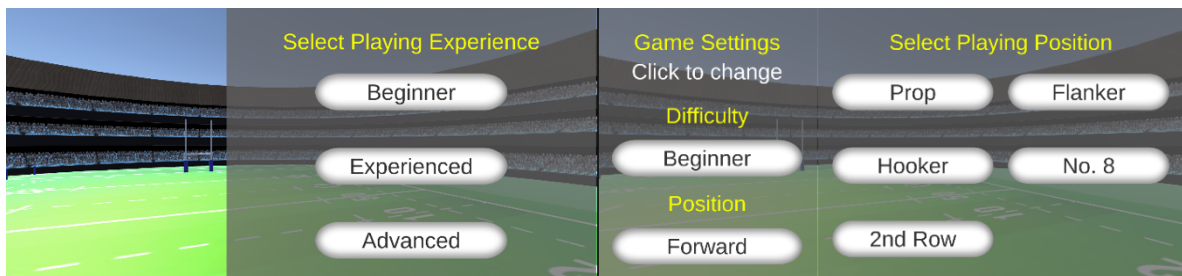 Select Playing Experience
Beginner
Experienced
Advanced
Game Settings
Click to change
Difficulty
Beginner
Position
Forward
Select Playing Position
Prop
Flanker
Hooker
No. 8
2nd Row